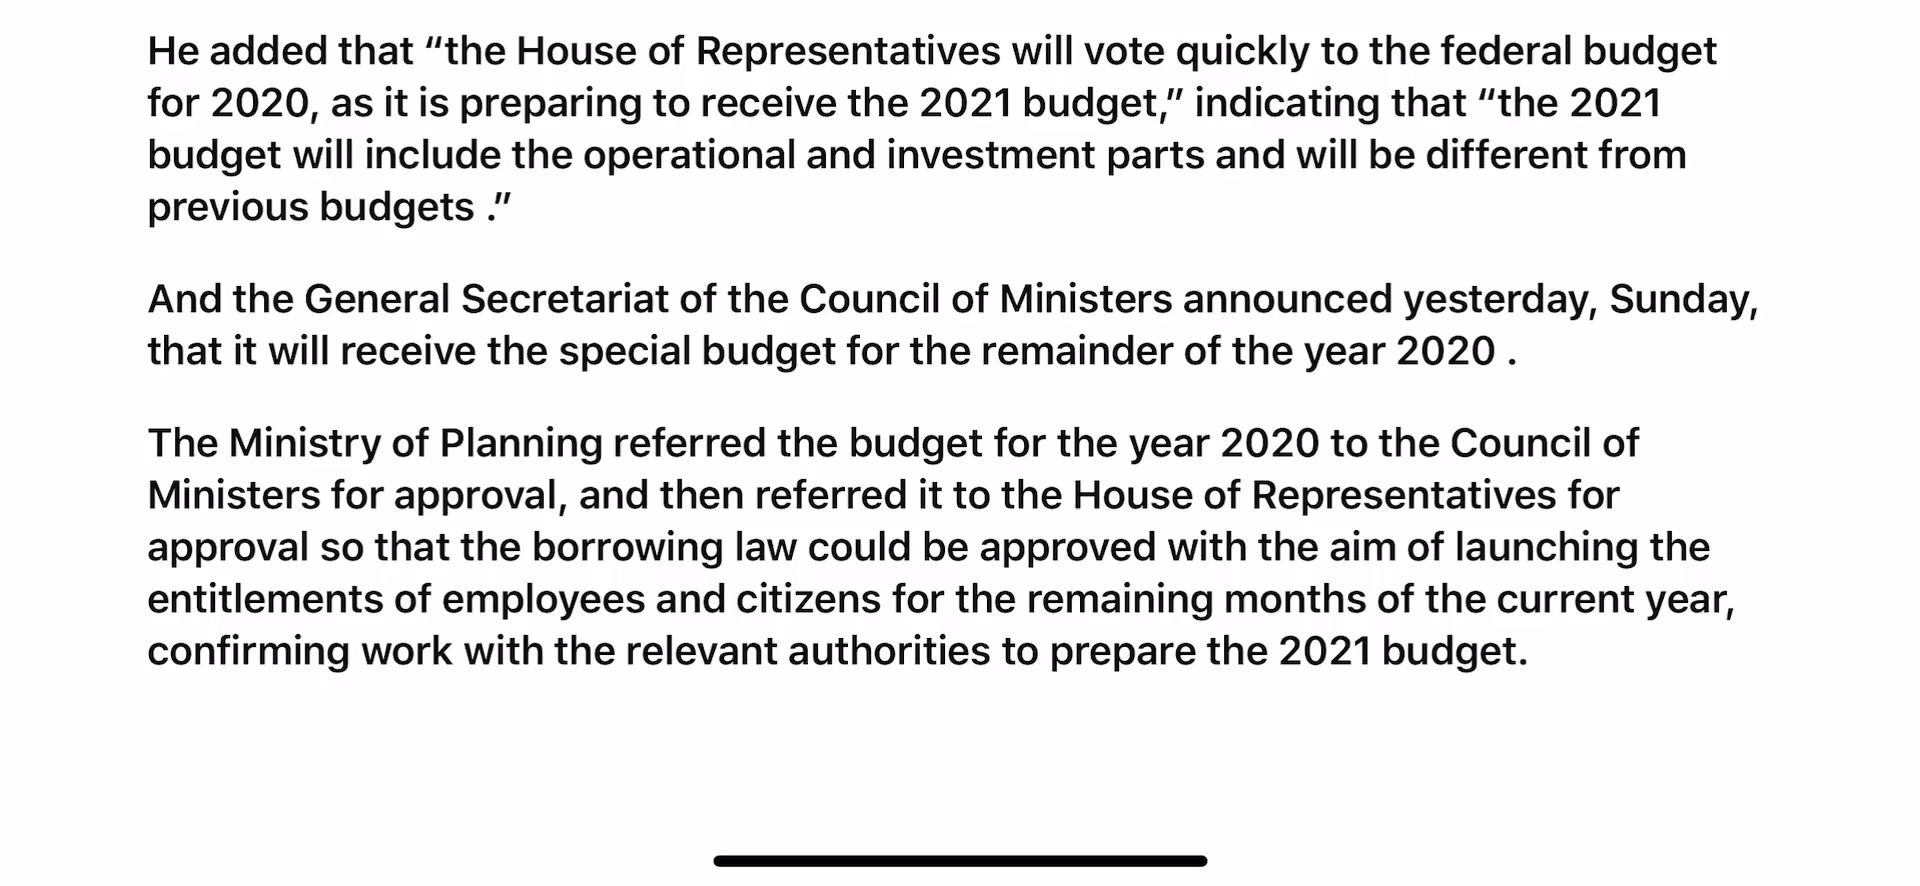 He added that “the House of Representatives will vote quickly to the federal budget
for 2020, as it is preparing to receive the 2021 budget,” indicating that “the 2021
budget will include the operational and investment parts and will be different from
previous budgets .”
And the General Secretariat of the Council of Ministers announced yesterday, Sunday,
that it will receive the special budget for the remainder of the year 2020 .
The Ministry of Planning referred the budget for the year 2020 to the Council of
Ministers for approval, and then referred it to the House of Representatives for
approval so that the borrowing law could be approved with the aim of launching the
entitlements of employees and citizens for the remaining months of the current year,
confirming work with the relevant authorities to prepare the 2021 budget.